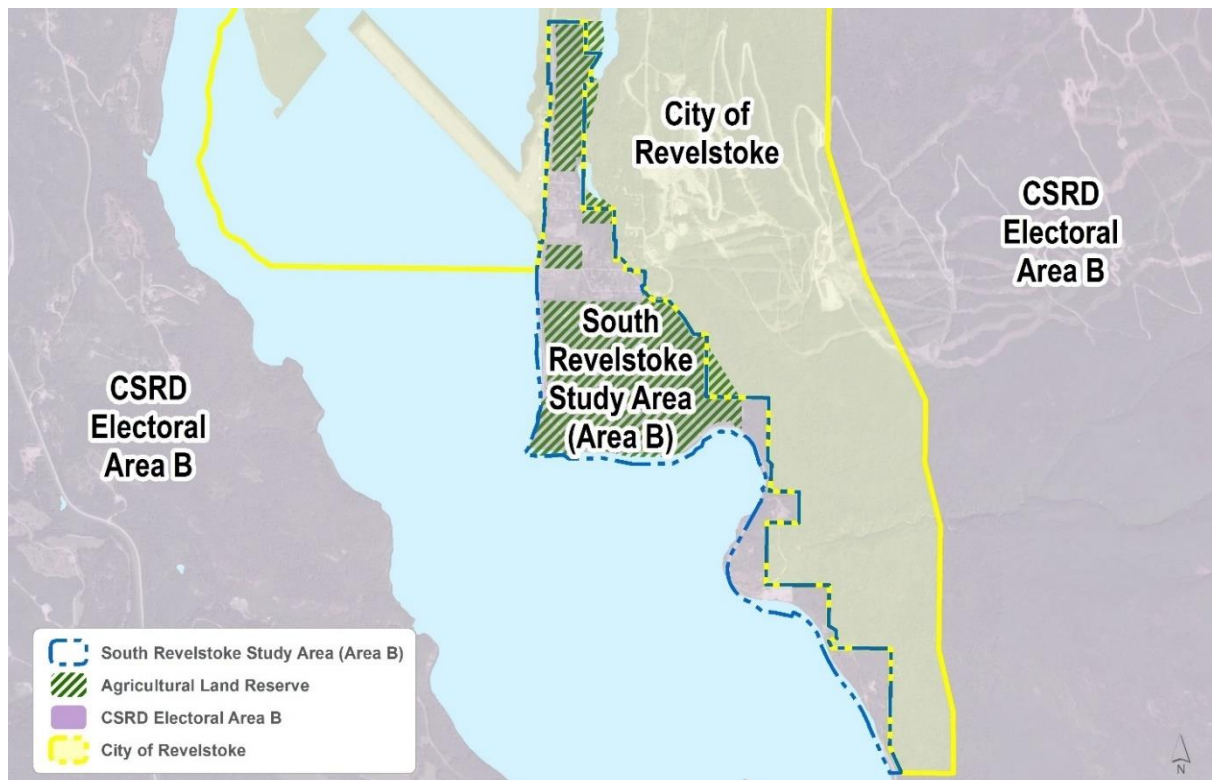 City of
Revelstoke
CSRD
Electoral
Area B
South
Revelstoke
Study Area
(Area B)
CSRD
Electoral
Area B
South Revelstoke Study Area (Area B)
Agricultural Land Reserve
CSRD Electoral Area B
City of Revelstoke
N